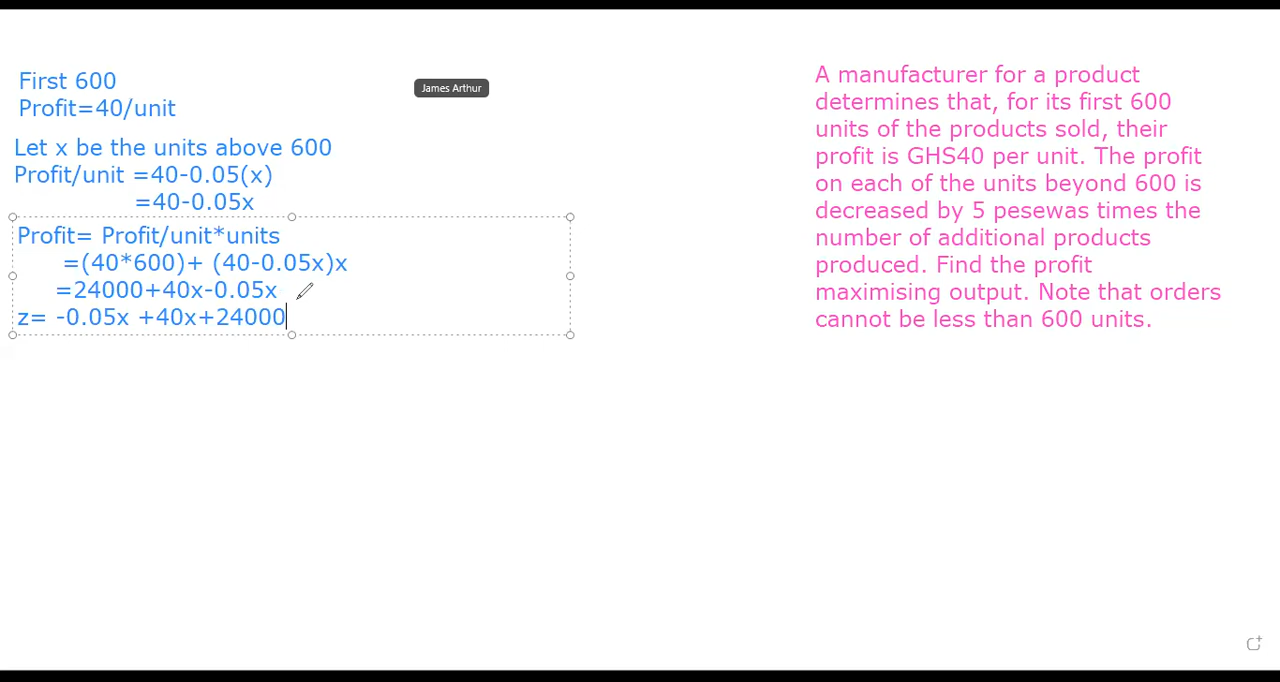 First 600
Profit=40/unit
James Arthur
Let x be the units above 600
Profit/unit =40-0.05(x)
=40-0.05x
Profit= Profit/unit*units
=(40*600)+ (40-0.05x)x
=24000+40x-0.05x
z= -0.05x +40x+24000
A manufacturer for a product
determines that, for its first 600
units of the products sold, their
profit is GHS40 per unit. The profit
on each of the units beyond 600 is
decreased by 5 pesewas times the
number of additional products
produced. Find the profit
maximising output. Note that orders
cannot be less than 600 units.